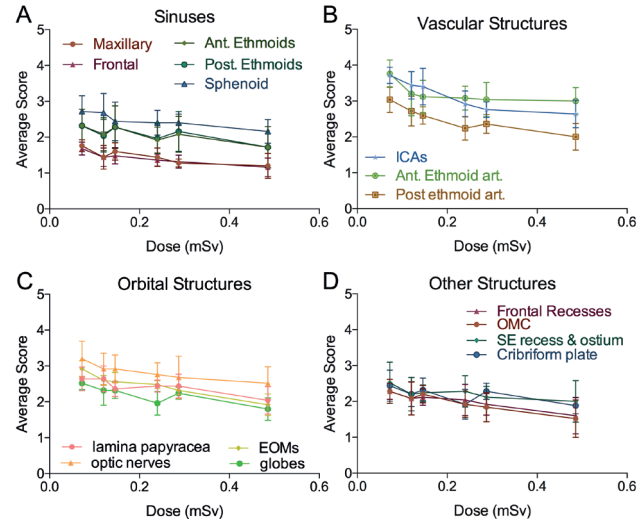 A
Sinuses
Maxillary
Frontal
Ant. Ethmoids
Post. Ethmoids
Sphenoid
Average Score
5
4
3
2
1
0
0.0
0.2
0.4
0.6
Dose (mSv)
B
Vascular Structures
Average Score
5
4
3
2
1
0
ICAs
Ant. Ethmoid art.
Post ethmoid art.
0.0
0.2
0.4
0.6
Dose (mSv)
C
Orbital Structures
Average Score
5
4
3
2
1
0
lamina papyracea
optic nerves
EOMs
globes
0.0
0.2
0.4
0.6
Dose (mSv)
D
Other Structures
Frontal Recesses
OMC
SE recess & ostium
Cribriform plate
Average Score
5
4
3
2
1
0
0.0
0.2
0.4
0.6
Dose (mSv)